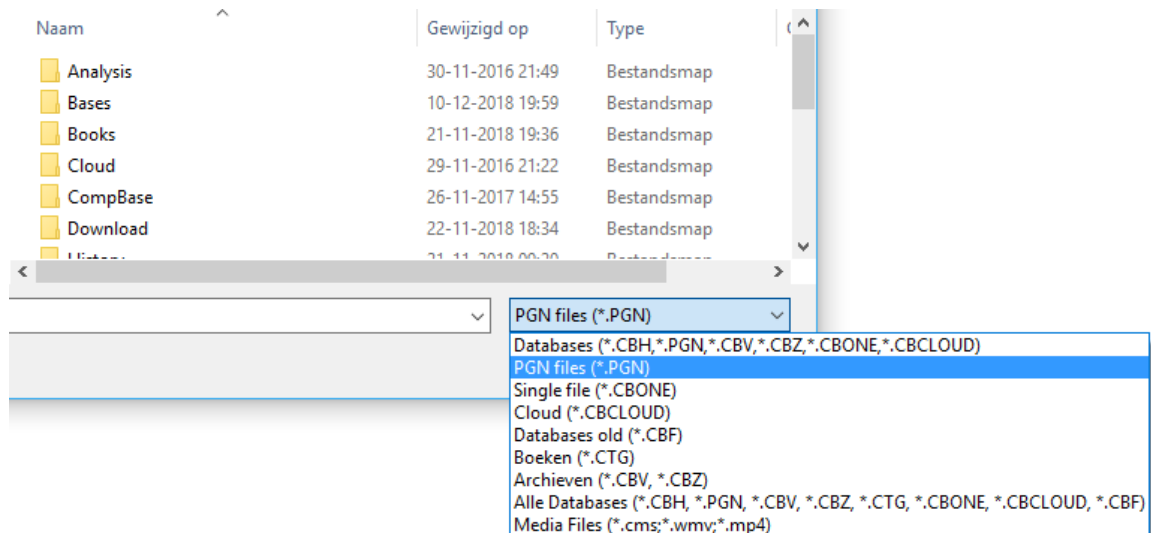 Naam Gewijzigd op Type
Analysis 30-11-2016 21:49 Bestandsmap
Bases 10-12-2018 19:59 Bestandsmap
Books 21-11-2018 19:36 Bestandsmap
Cloud 29-11-2016 21:22 Bestandsmap
CompBase 26-11-2017 14:55 Bestandsmap
Download 22-11-2018 18:34 Bestandsmap
PGN files (*.PGN)
Databases (*.CBH,*.PGN,*.CBV,*.CBZ,*.CBONE,*.CBCLOUD)
PGN files (*.PGN)
Single file (*.CBONE)
Cloud (*.CBCLOUD)
Databases old (*.CBF)
Boeken (*.CTG)
Archieven (*.CBV, *.CBZ)
Alle Databases (*.CBH, *.PGN, *.CBV, *.CBZ, *.CTG, *.CBONE, *.CBCLOUD, *.CBF)
Media Files (*.cms;*.wmv;*.mp4)